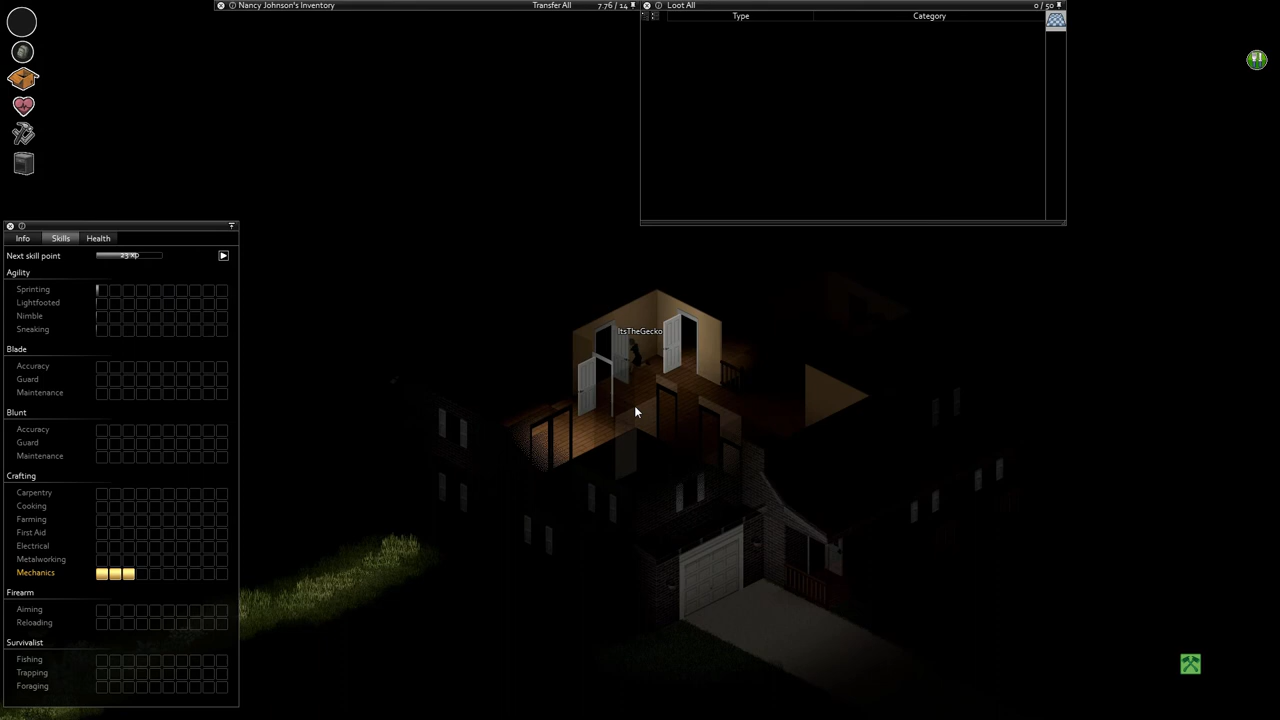 Nancy Johnson's Inventory Transfer All 7.76 / 14
Loot All 0 / 50
Type Category
Info Skills Health
Next skill point 23 xp
Agility
Sprinting
Lightfooted
Nimble
Sneaking
Blade
Accuracy
Guard
Maintenance
Blunt
Accuracy
Guard
Maintenance
Crafting
Carpentry
Cooking
Farming
First Aid
Electrical
Metalworking
Mechanics
Firearm
Aiming
Reloading
Survivalist
Fishing
Trapping
Foraging
ItsTheGecko